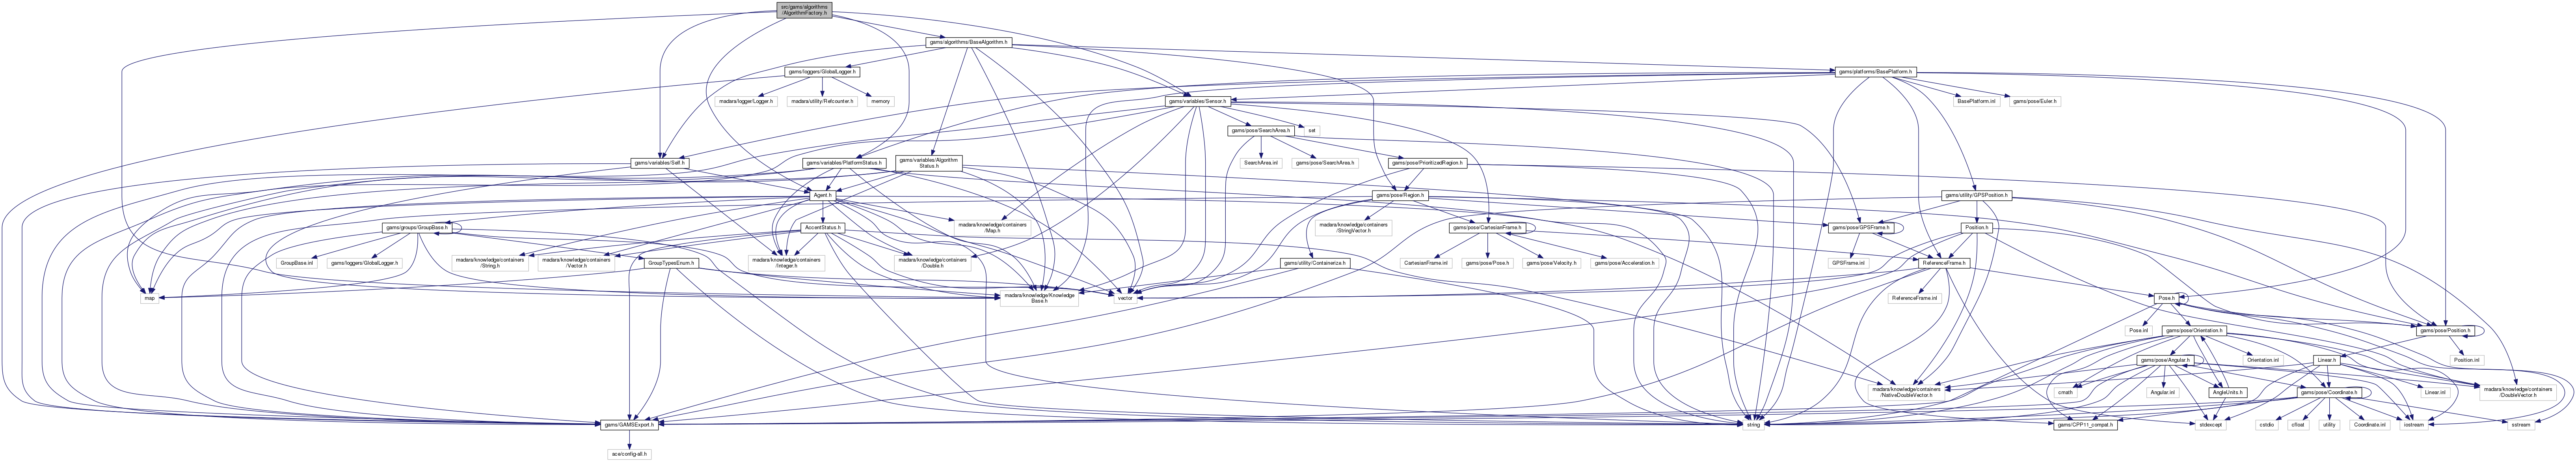 src/gams/algorithms
/AlgorithmFactory.h
gams/algorithms/BaseAlgorithm.h
gams/loggers/GlobalLogger.h
gams/platforms/BasePlatform.h
madara/logger/Logger.h
madara/utility/Refcounter.h
memory
gams/variables/Sensor.h
BasePlatform.inl
gams/pose/Euler.h
gams/pose/SearchArea.h
set
gams/variables/Self.h
gams/variables/PlatformStatus.h
gams/variables/Algorithm
Status.h
SearchArea.inl
gams/pose/SearchArea.h
gams/pose/PrioritizedRegion.h
Agent.h
gams/pose/Region.h
gams/utility/GPSPosition.h
gams/groups/GroupBase.h
AccentStatus.h
madara/knowledge/containers
/Map.h
madara/knowledge/containers
/StringVector.h
gams/pose/CartesianFrame.h
gams/pose/GPSFrame.h
Position.h
GroupBase.inl
gams/loggers/GlobalLogger.h
madara/knowledge/containers
/String.h
madara/knowledge/containers
/Vector.h
GroupTypesEnum.h
madara/knowledge/containers
/Integer.h
madara/knowledge/containers
/Double.h
gams/utility/Containerize.h
CartesianFrame.inl
gams/pose/Pose.h
gams/pose/Velocity.h
gams/pose/Acceleration.h
GPSFrame.inl
ReferenceFrame.h
map
madara/knowledge/Knowledge
Base.h
vector
ReferenceFrame.inl
Pose.h
Pose.inl
gams/pose/Orientation.h
gams/pose/Position.h
gams/pose/Angular.h
Orientation.inl
Linear.h
Position.inl
madara/knowledge/containers
/NativeDoubleVector.h
cmath
Angular.inl
AngleUnits.h
gams/pose/Coordinate.h
Linear.inl
madara/knowledge/containers
/DoubleVector.h
gams/GAMSExport.h
string
gams/CPP11_compat.h
stdexcept
cstdio
cfloat
utility
Coordinate.inl
iostream
sstream
ace/config-all.h